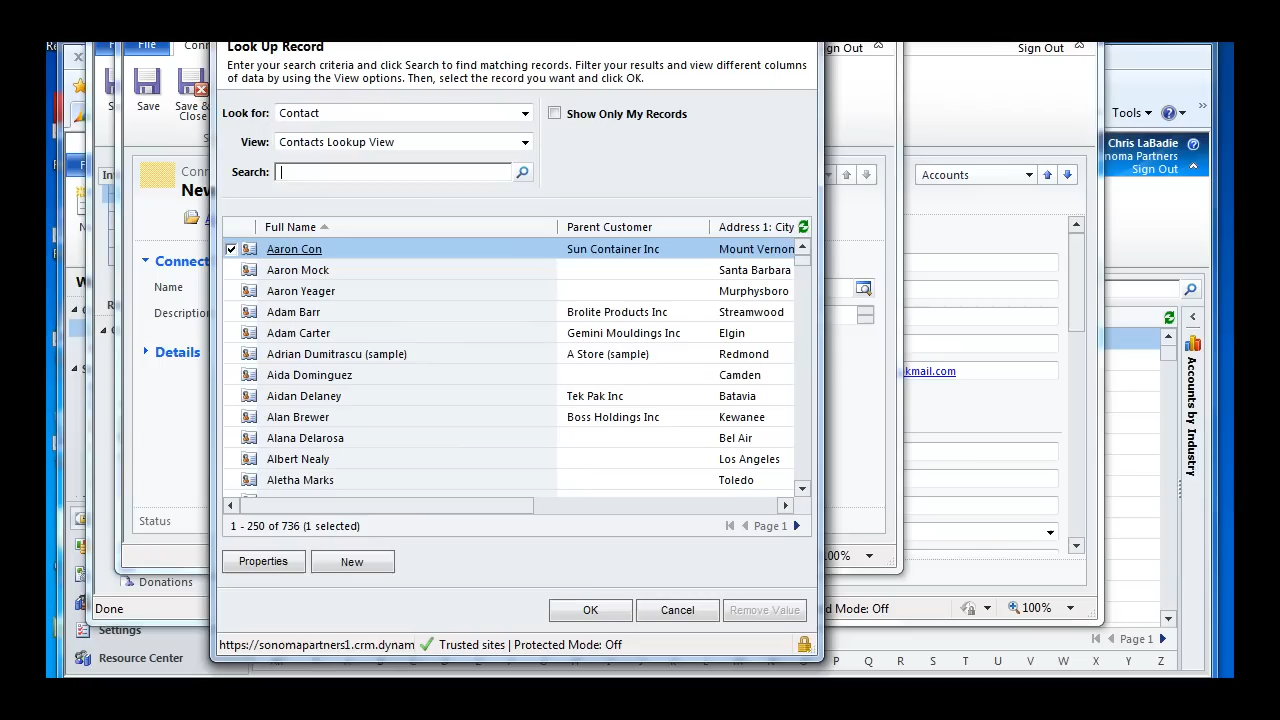 Look Up Record
Enter your search criteria and click Search to find matching records. Filter your results and view different columns
of data by using the View options. Then, select the record you want and click OK.
Look for: Contact
Show Only My Records
View: Contacts Lookup View
Search:
Full Name Parent Customer Address 1: City
Aaron Con Sun Container Inc Mount Vernon
Aaron Mock Santa Barbara
Aaron Yeager Murphysboro
Adam Barr Brolite Products Inc Streamwood
Adam Carter Gemini Mouldings Inc Elgin
Adrian Dumitrascu (sample) A Store (sample) Redmond
Aida Dominguez Camden
Aidan Delaney Tek Pak Inc Batavia
Alan Brewer Boss Holdings Inc Kewanee
Alana Delarosa Bel Air
Albert Nealy Los Angeles
Aletha Marks Toledo
1 - 250 of 736 (1 selected) Page 1
Properties New
OK Cancel Remove Value
https://sonomapartners1.crm.dynam Trusted sites | Protected Mode: Off
File
Save
Save &
Close
Connect
Name
Description
Details
Status
Donations
Done
Settings
Resource Center
Sign Out
Accounts
kmail.com
Mode: Off 100%
Tools
Chris LaBadie
Sign Out
Accounts by Industry
Page 1
P Q R S T U V W X Y Z